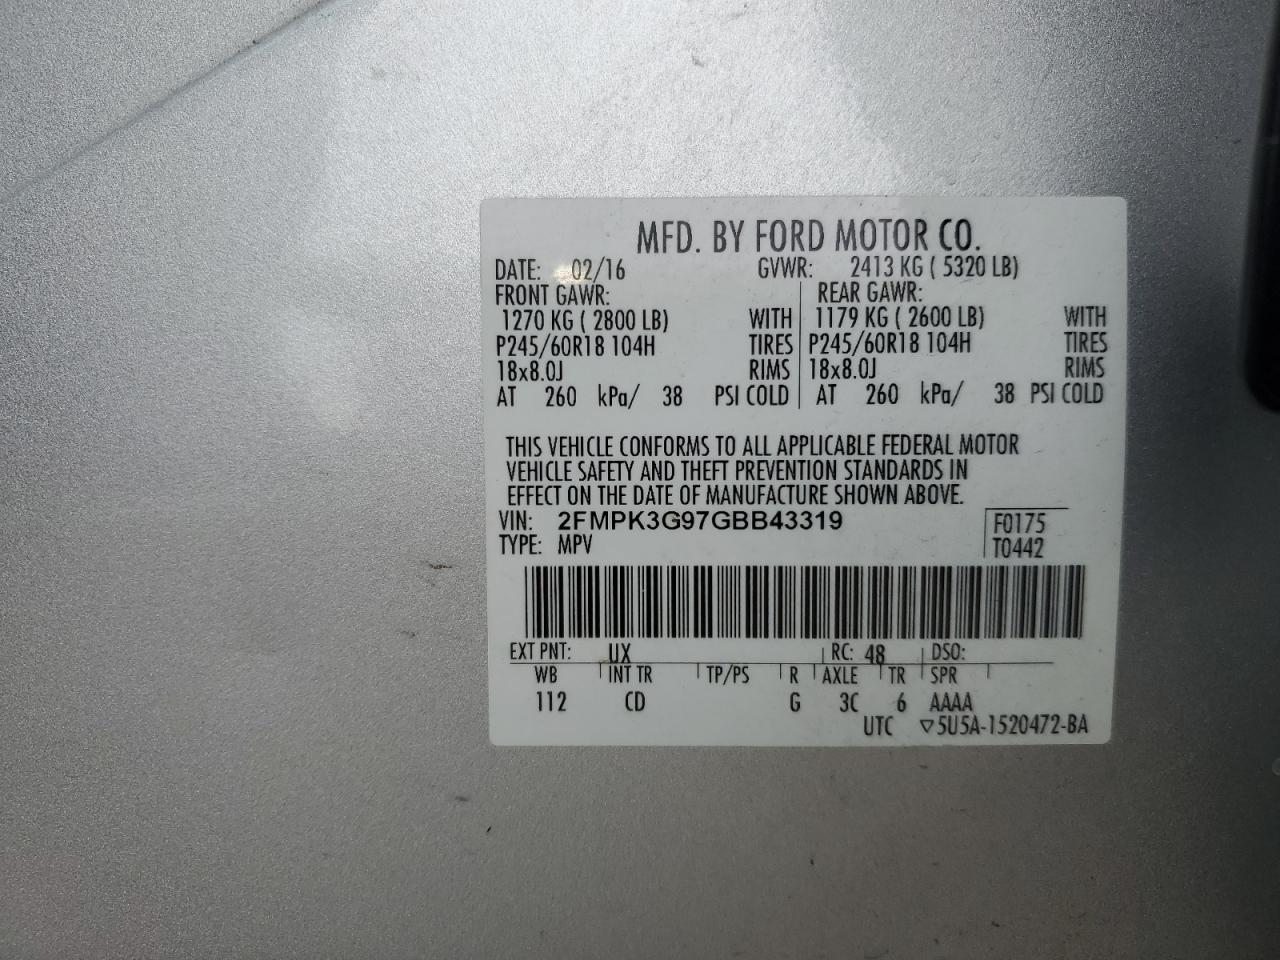 MFD. BY FORD MOTOR CO.
DATE: 02/16 GVWR: 2413 KG ( 5320 LB)
FRONT GAWR: REAR GAWR:
1270 KG ( 2800 LB) WITH 1179 KG ( 2600 LB) WITH
P245/60R18 104H TIRES P245/60R18 104H TIRES
18x8.0J RIMS 18x8.0J RIMS
AT 260 kPa/ 38 PSI COLD AT 260 kPa/ 38 PSI COLD
THIS VEHICLE CONFORMS TO ALL APPLICABLE FEDERAL MOTOR
VEHICLE SAFETY AND THEFT PREVENTION STANDARDS IN
EFFECT ON THE DATE OF MANUFACTURE SHOWN ABOVE.
VIN: 2FMPK3G97GBB43319 F0175
TYPE: MPV T0442
EXT PNT: UX RC: 48 DSO:
WB INT TR TP/PS R AXLE TR SPR
112 CD G 3C 6 AAAA
UTC ▽5U5A-1520472-BA